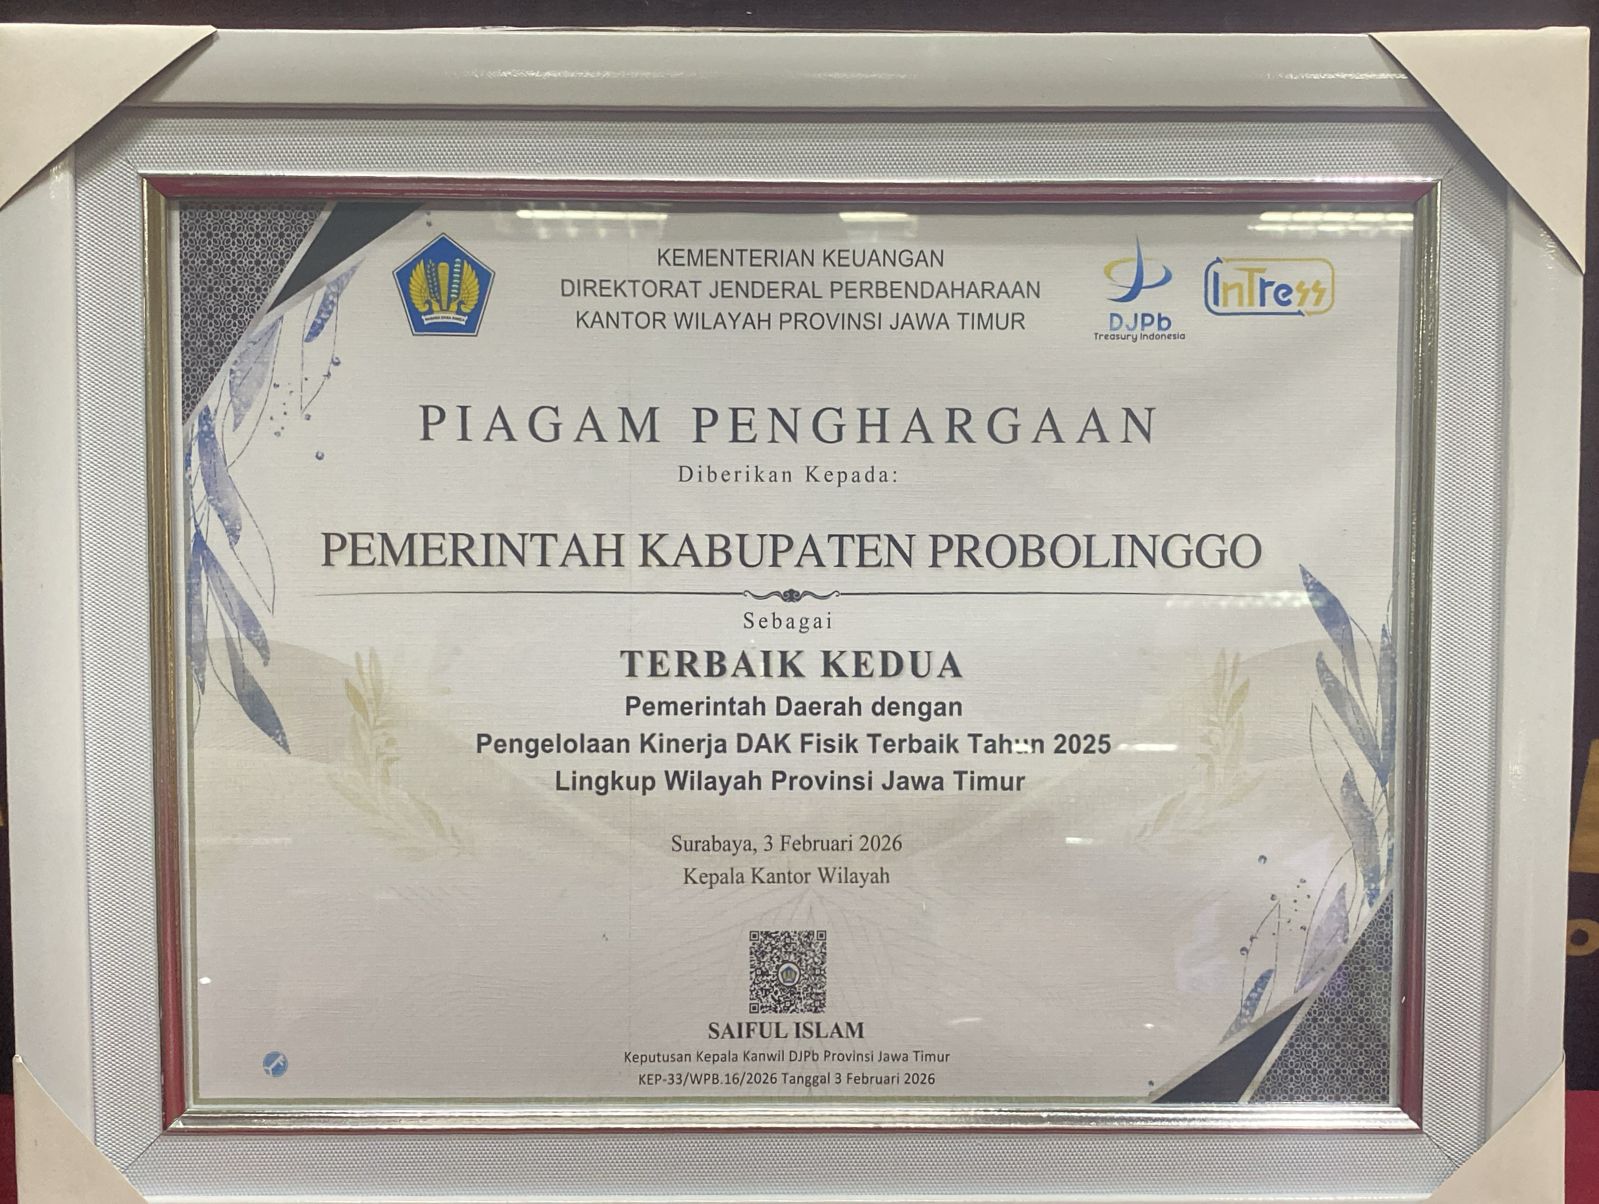 KEMENTERIAN KEUANGAN
DIREKTORAT JENDERAL PERBENDAHARAAN
KANTOR WILAYAH PROVINSI JAWA TIMUR
DJPb
Treasury Indonesia
InTress
PIAGAM PENGHARGAAN
Diberikan Kepada:
PEMERINTAH KABUPATEN PROBOLINGGO
Sebagai
TERBAIK KEDUA
Pemerintah Daerah dengan
Pengelolaan Kinerja DAK Fisik Terbaik Tahun 2025
Lingkup Wilayah Provinsi Jawa Timur
Surabaya, 3 Februari 2026
Kepala Kantor Wilayah
SAIFUL ISLAM
Keputusan Kepala Kanwil DJPb Provinsi Jawa Timur
KEP-33/WPB.16/2026 Tanggal 3 Februari 2026